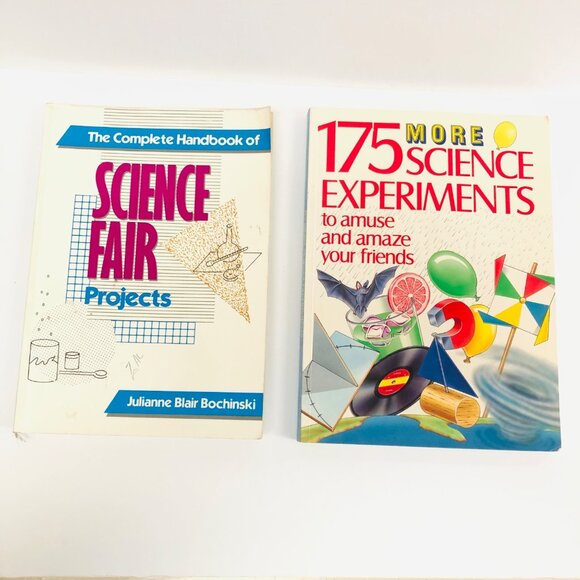 The Complete Handbook of
SCIENCE
FAIR
Projects
Julianne Blair Bochinski
175 MORE
SCIENCE
EXPERIMENTS
to amuse
and amaze
your friends